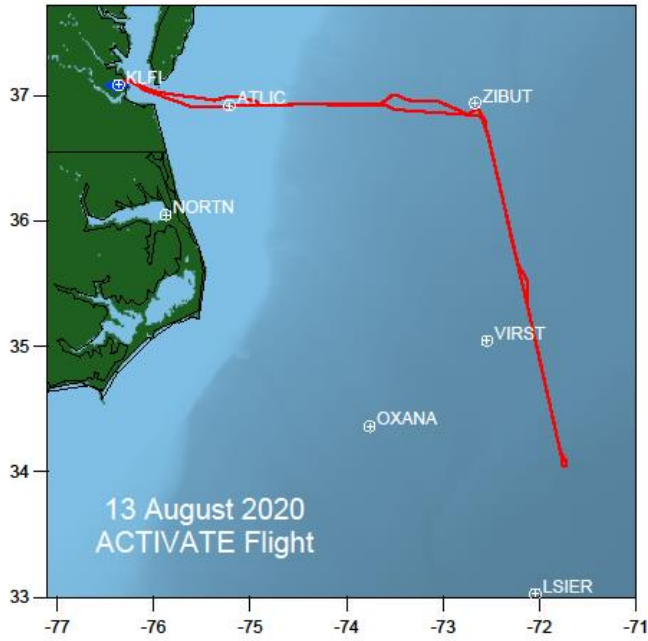 KLFI
37
ATLIC
ZIBUT
36
NORTN
35
VIRST
OXANA
34
13 August 2020
ACTIVATE Flight
33
LSIER
-77 -76 -75 -74 -73 -72 -71